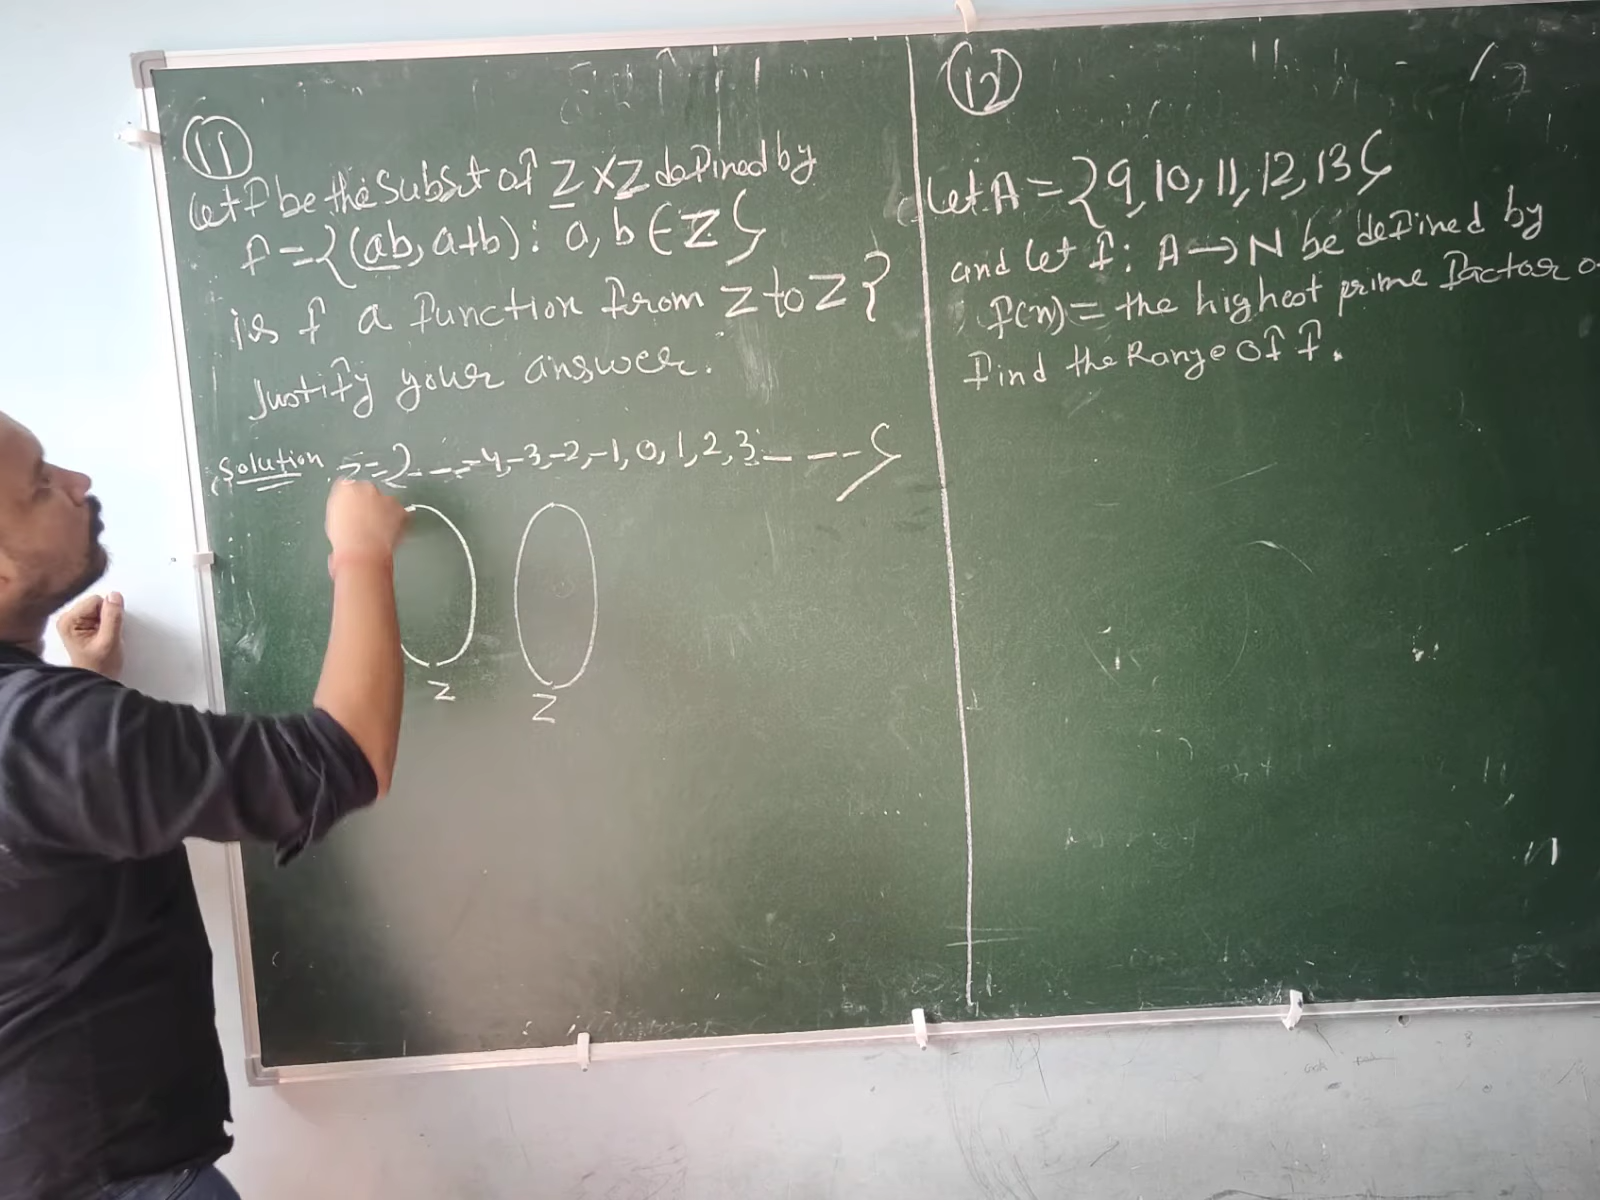 (11)
Let f be the Subset of Z X Z defined by
f = {(ab, a+b) : a, b ∈ Z}
is f a function from Z to Z?
Justify your answer.
Solution Z = { - - - , -4, -3, -2, -1, 0, 1, 2, 3, - - - - }
Z
Z
(12)
Let A = {9, 10, 11, 12, 13}
and let f : A → N be defined by
f(n) = the highest prime factor
Find the Range of f.